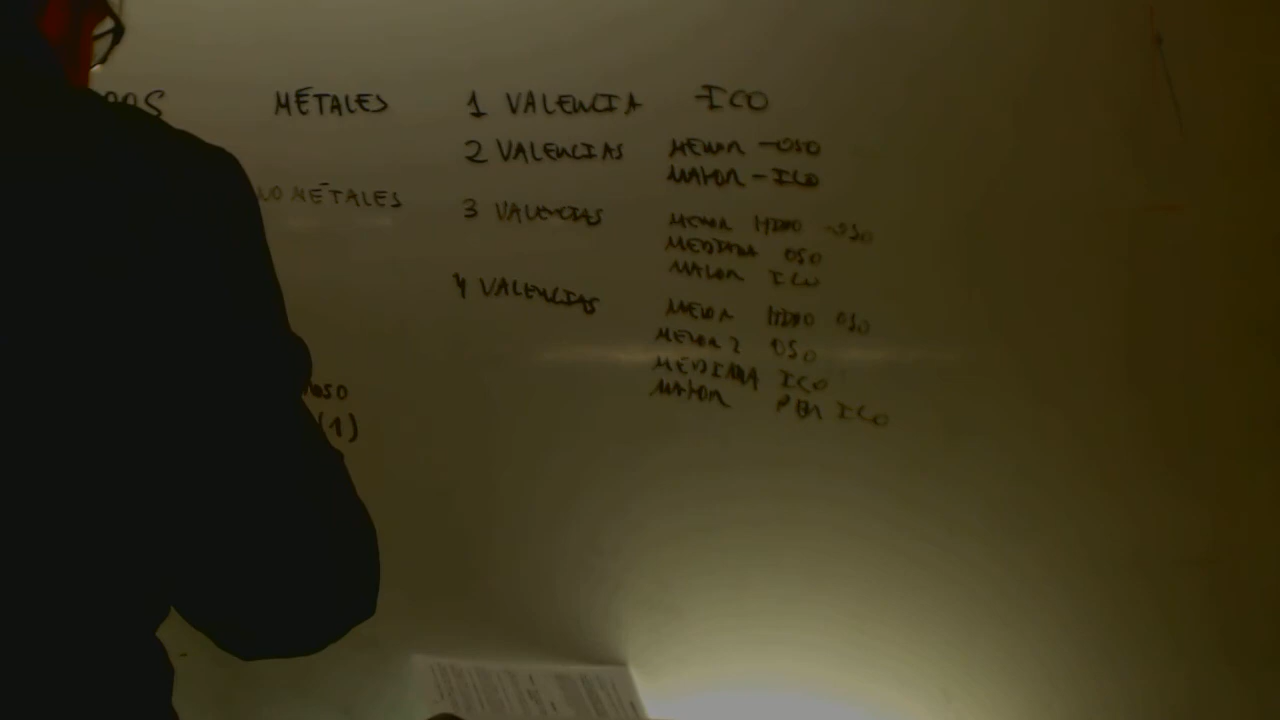 METALES 1 VALENCIA -ICO
2 VALENCIAS MENOR -OSO
MAYOR -ICO
NO METALES 3 VALENCIAS MENOR HIPO -OSO
MEDIANA OSO
MAYOR ICO
4 VALENCIAS MENOR HIPO OSO
MENOR 2 OSO
MEDIANA ICO
MAYOR PER ICO
OSO
(1)